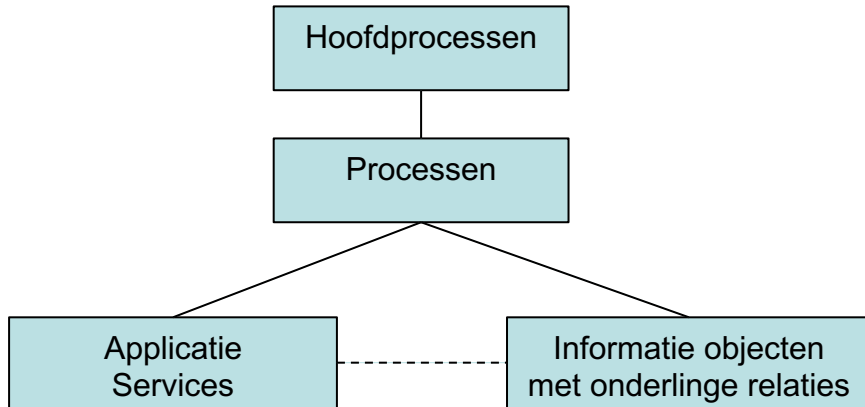 Hoofdprocessen
Processen
Applicatie
Services
Informatie objecten
met onderlinge relaties